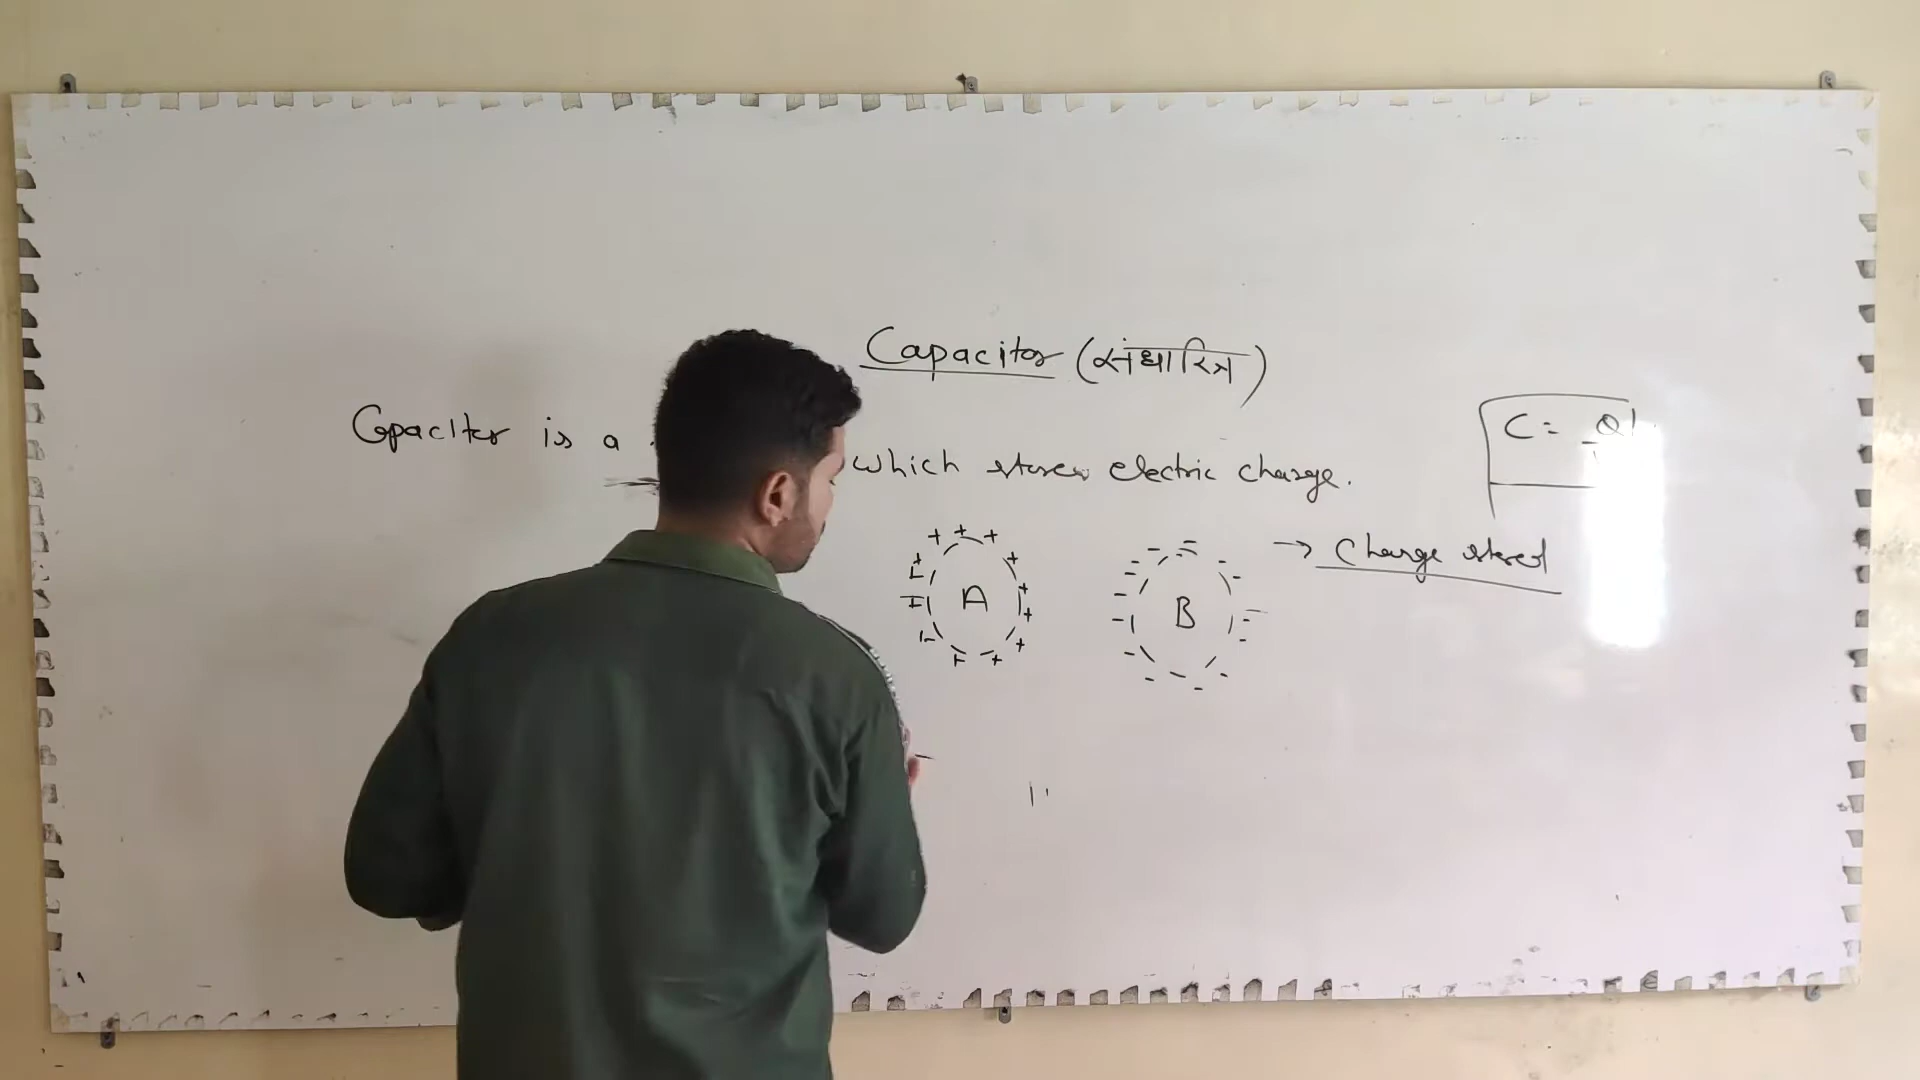 Capacitor (संधारित्र)
Capacitor is a which stores electric charge.
C = Q
A
B
→ Charge stored